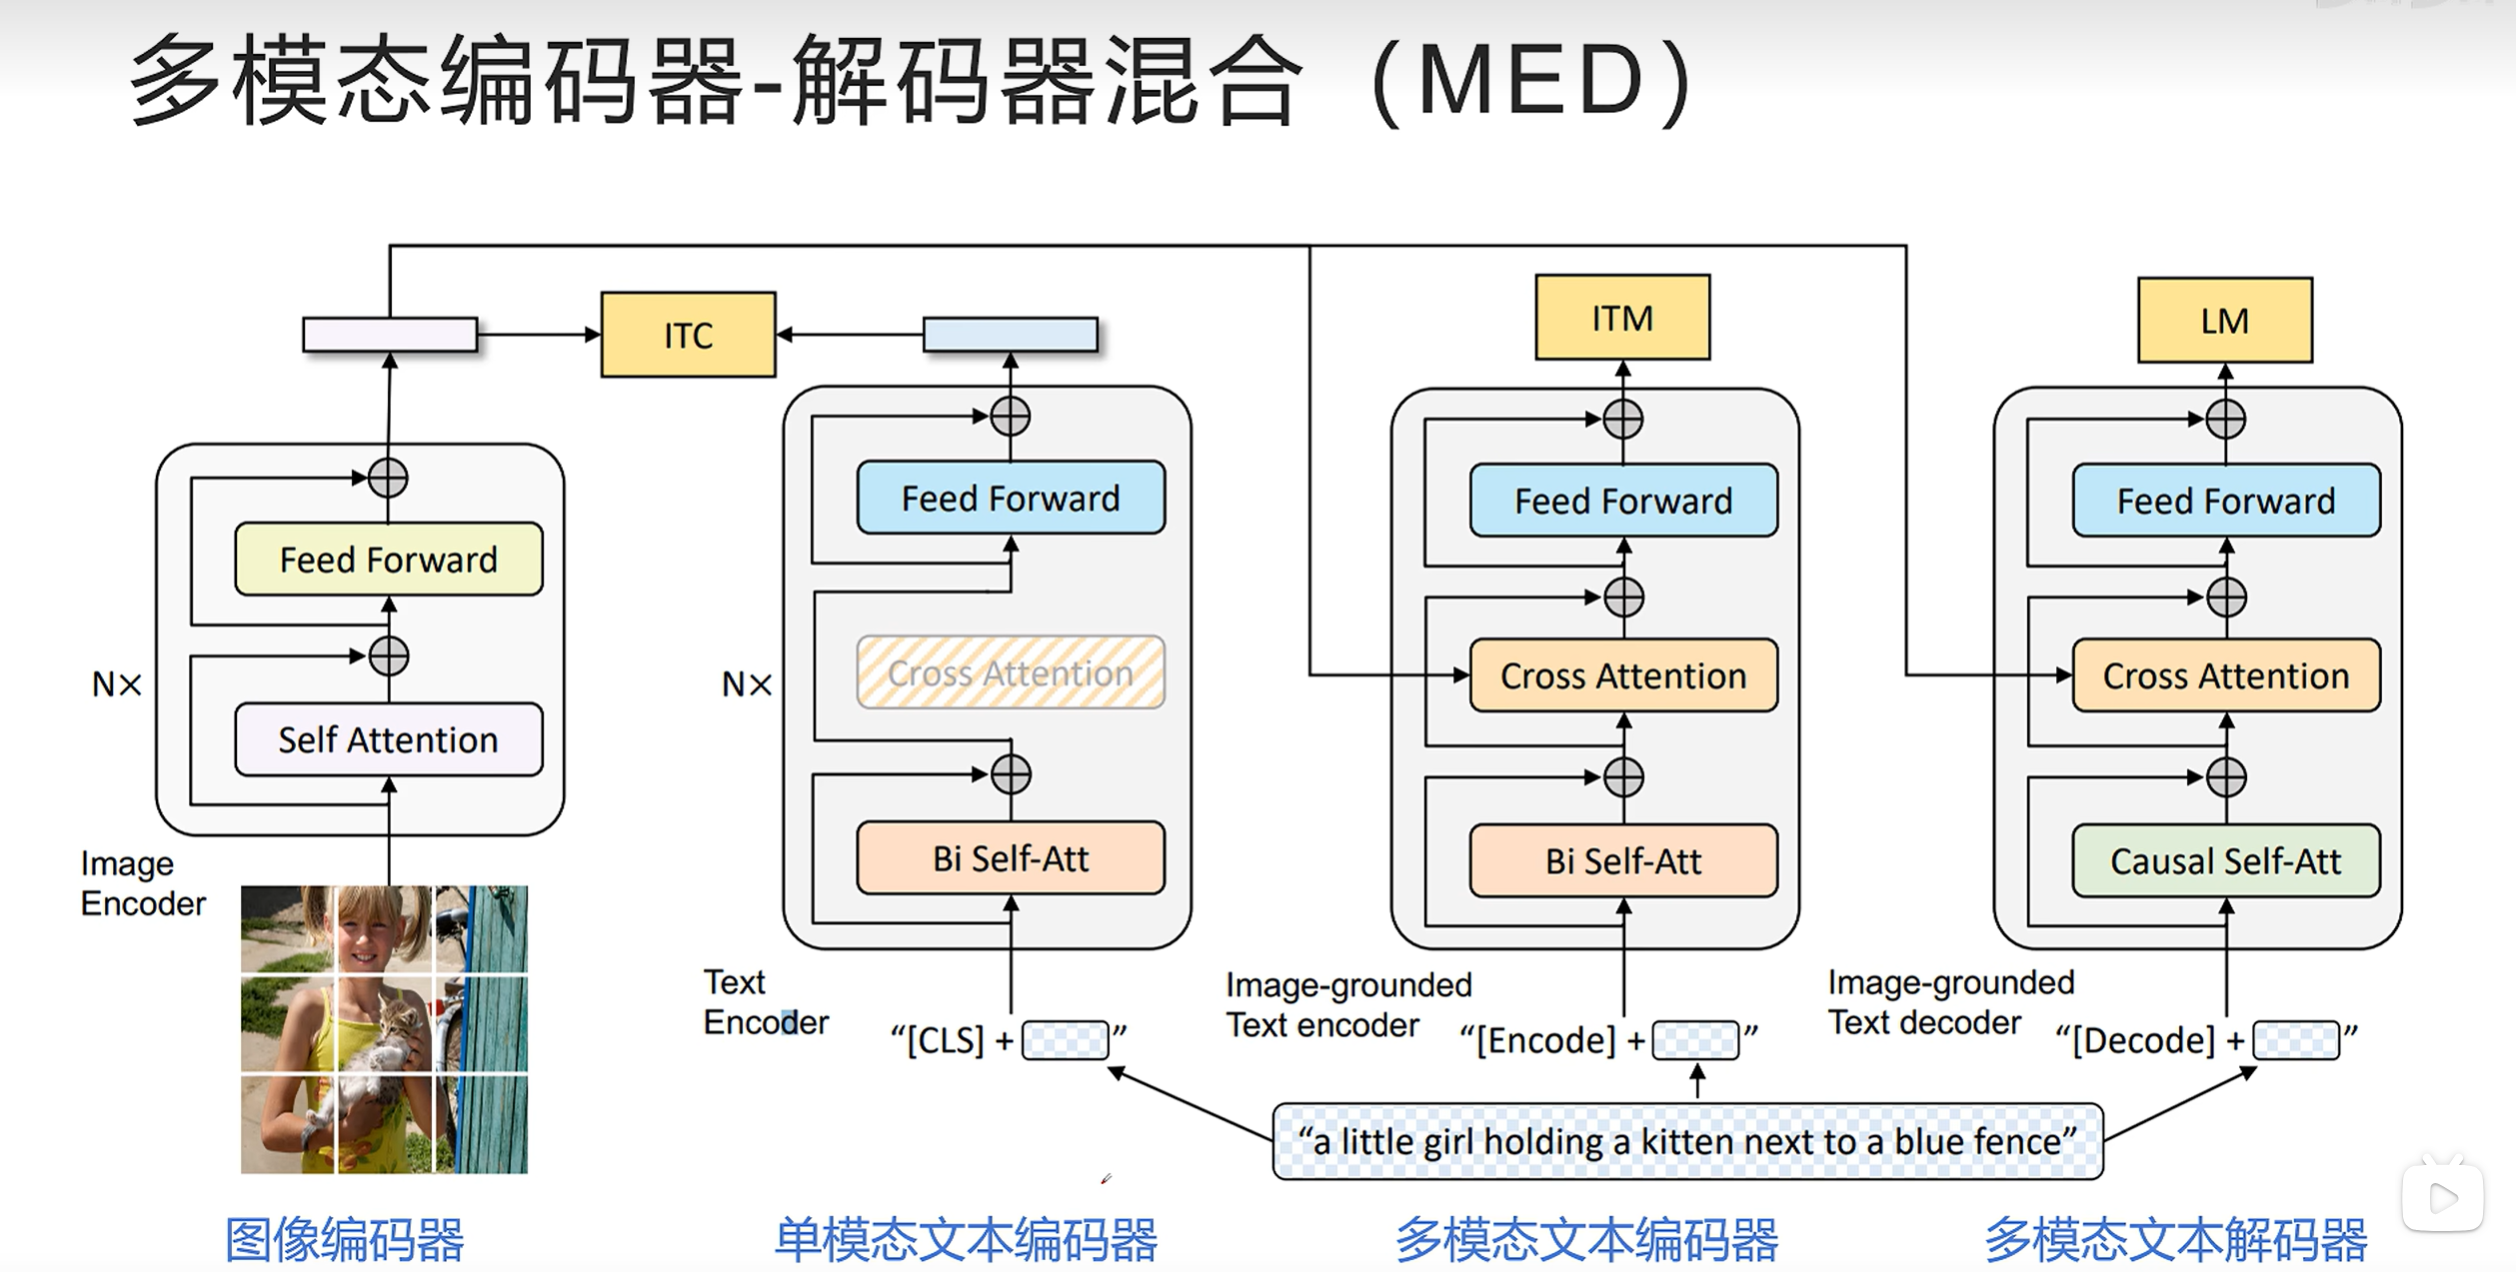 多模态编码器-解码器混合（MED）
ITC
ITM
LM
Feed Forward
Self Attention
N×
Image
Encoder
Feed Forward
Cross Attention
Bi Self-Att
N×
Text
Encoder
“[CLS] + ”
Feed Forward
Cross Attention
Bi Self-Att
Image-grounded
Text encoder
“[Encode] + ”
Feed Forward
Cross Attention
Causal Self-Att
Image-grounded
Text decoder
“[Decode] + ”
“a little girl holding a kitten next to a blue fence”
图像编码器
单模态文本编码器
多模态文本编码器
多模态文本解码器